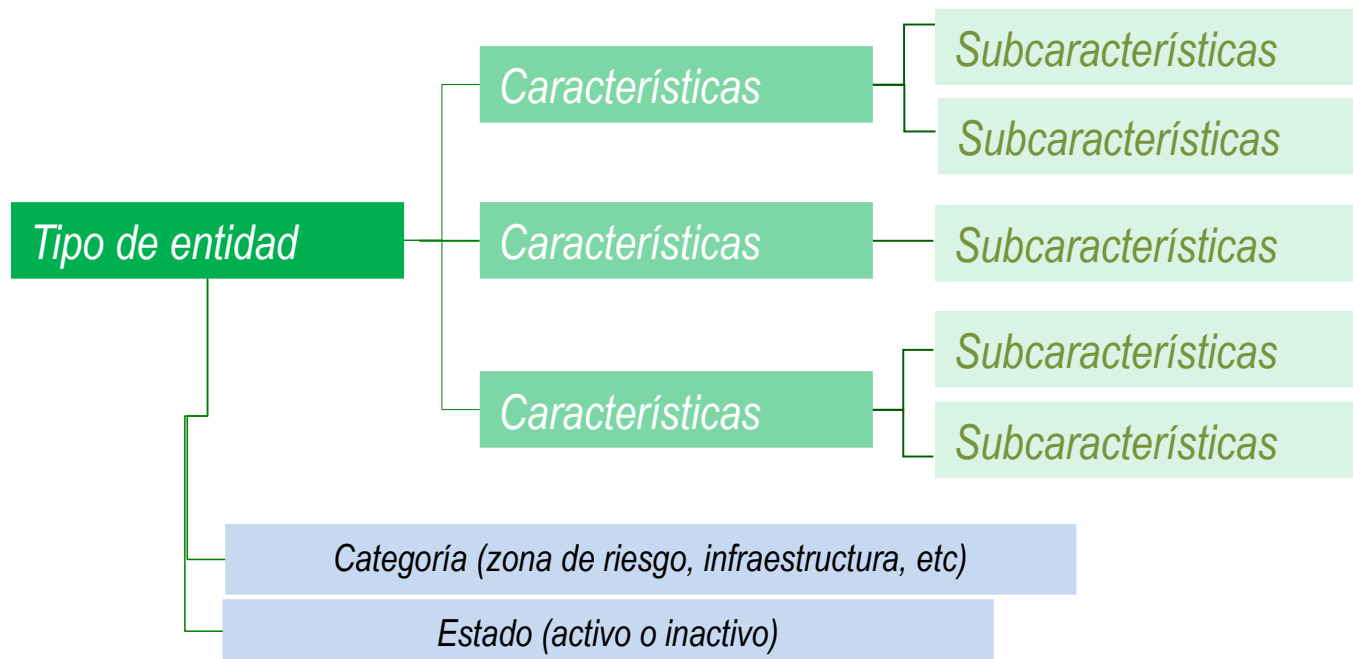 Subcaracterísticas
Características
Subcaracterísticas
Tipo de entidad
Características
Subcaracterísticas
Subcaracterísticas
Características
Subcaracterísticas
Categoría (zona de riesgo, infraestructura, etc)
Estado (activo o inactivo)